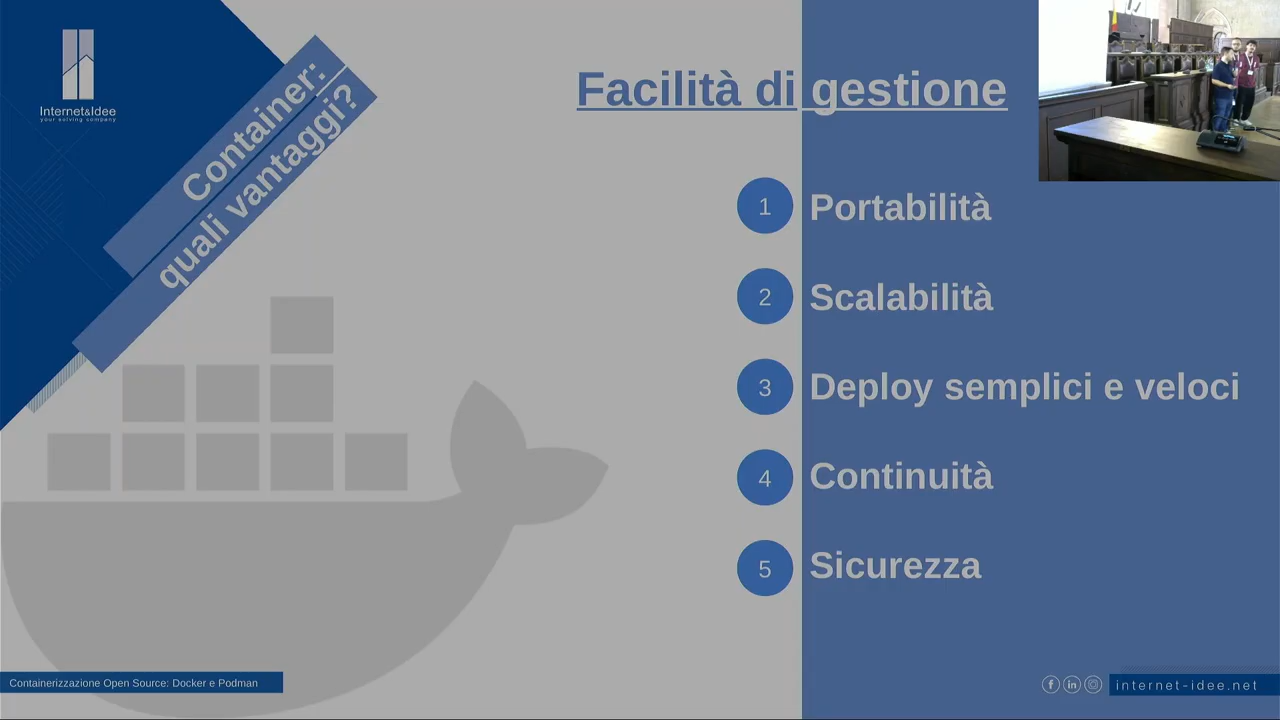 Internet&Idee
your solving company
Container:
quali vantaggi?
Facilità di gestione
1 Portabilità
2 Scalabilità
3 Deploy semplici e veloci
4 Continuità
5 Sicurezza
Containerizzazione Open Source: Docker e Podman
internet-idee.net